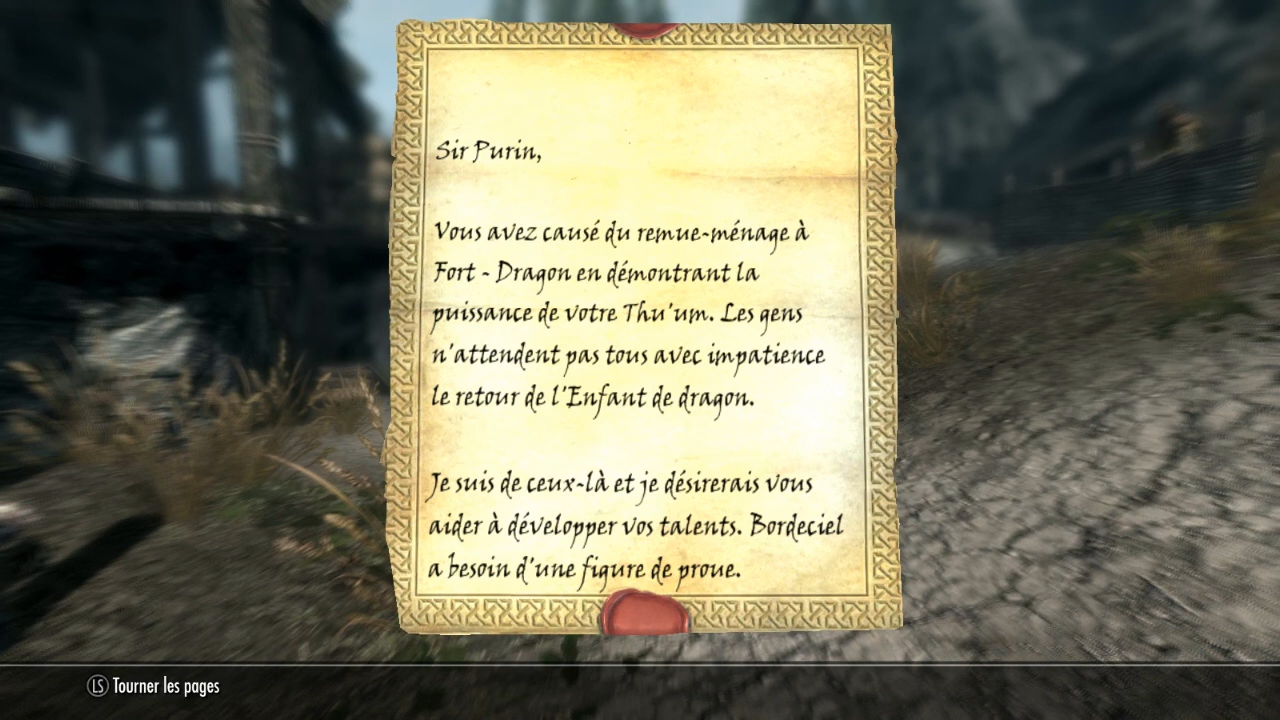 Sir Purin,
Vous avez causé du remue-ménage à
Fort - Dragon en démontrant la
puissance de votre Thu'um. Les gens
n'attendent pas tous avec impatience
le retour de l'Enfant de dragon.
Je suis de ceux-là et je désirerais vous
aider à développer vos talents. Bordeciel
a besoin d'une figure de proue.
LS Tourner les pages